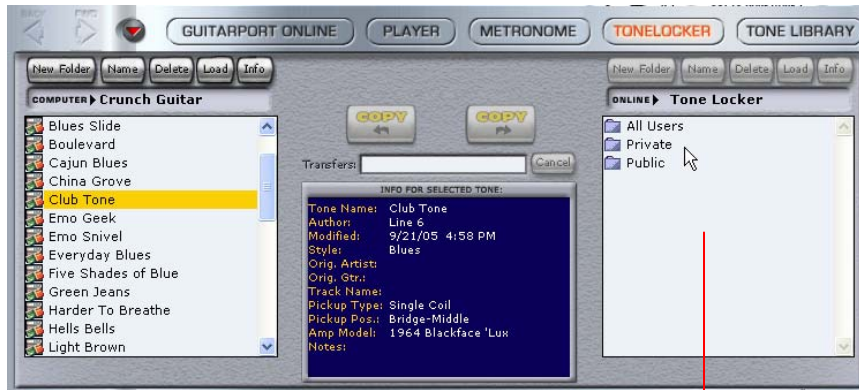 BACK FWD
GUITARPORT ONLINE PLAYER METRONOME TONELOCKER TONE LIBRARY
New Folder Name Delete Load Info
COMPUTER Crunch Guitar
Blues Slide
Boulevard
Cajun Blues
China Grove
Club Tone
Emo Geek
Emo Snivel
Everyday Blues
Five Shades of Blue
Green Jeans
Harder To Breathe
Hells Bells
Light Brown
COPY COPY
Transfers: Cancel
INFO FOR SELECTED TONE:
Tone Name: Club Tone
Author: Line 6
Modified: 9/21/05 4:58 PM
Style: Blues
Orig. Artist:
Orig. Gtr.:
Track Name:
Pickup Type: Single Coil
Pickup Pos.: Bridge-Middle
Amp Model: 1964 Blackface 'Lux
Notes:
New Folder Name Delete Load Info
ONLINE Tone Locker
All Users
Private
Public